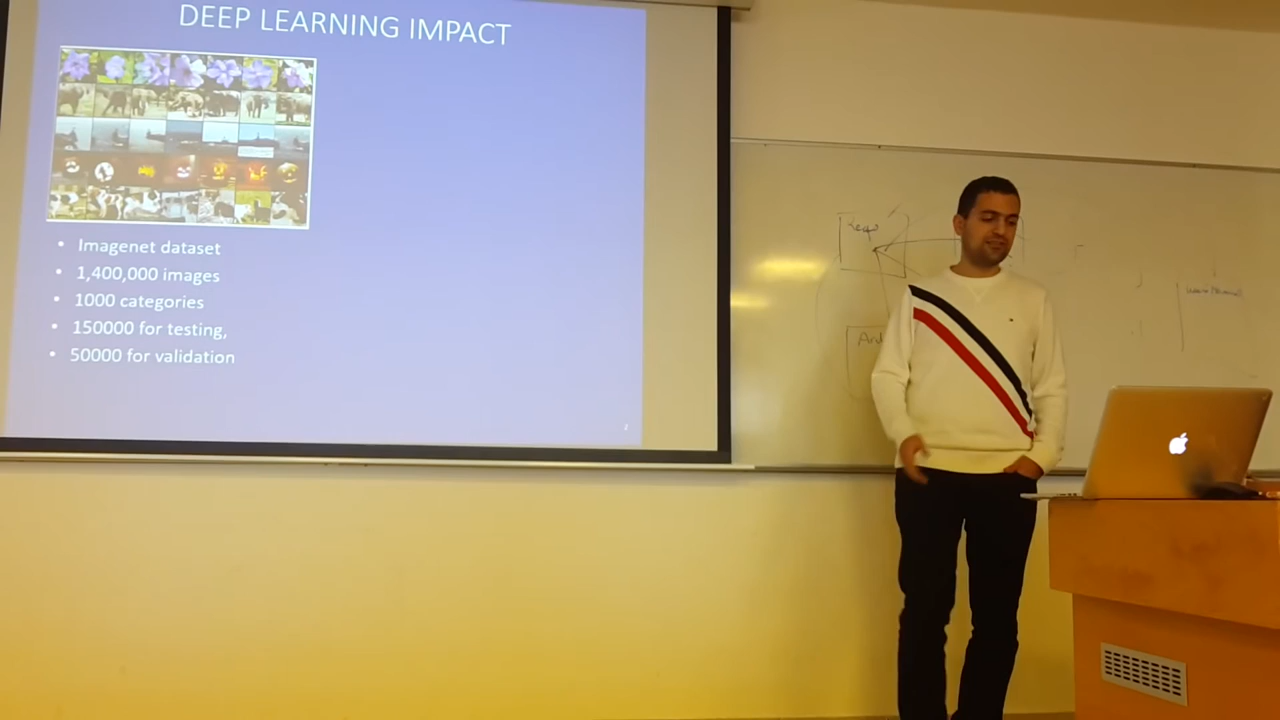 DEEP LEARNING IMPACT
• Imagenet dataset
• 1,400,000 images
• 1000 categories
• 150000 for testing,
• 50000 for validation